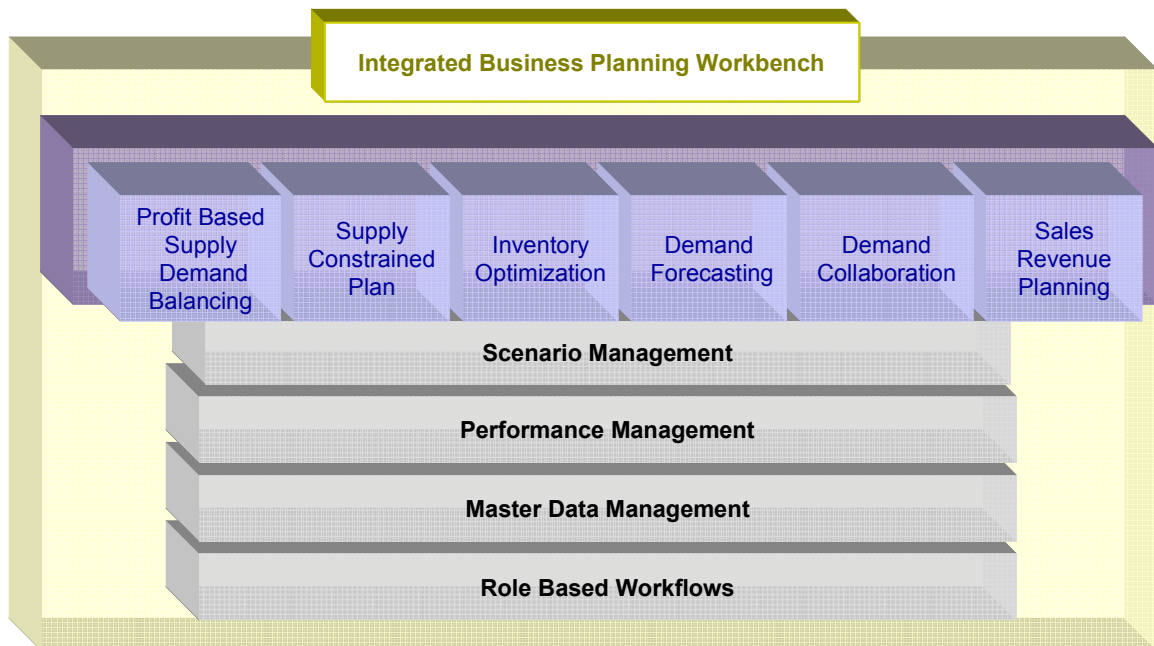 Integrated Business Planning Workbench
Profit Based
Supply
Demand
Balancing
Supply
Constrained
Plan
Inventory
Optimization
Demand
Forecasting
Demand
Collaboration
Sales
Revenue
Planning
Scenario Management
Performance Management
Master Data Management
Role Based Workflows